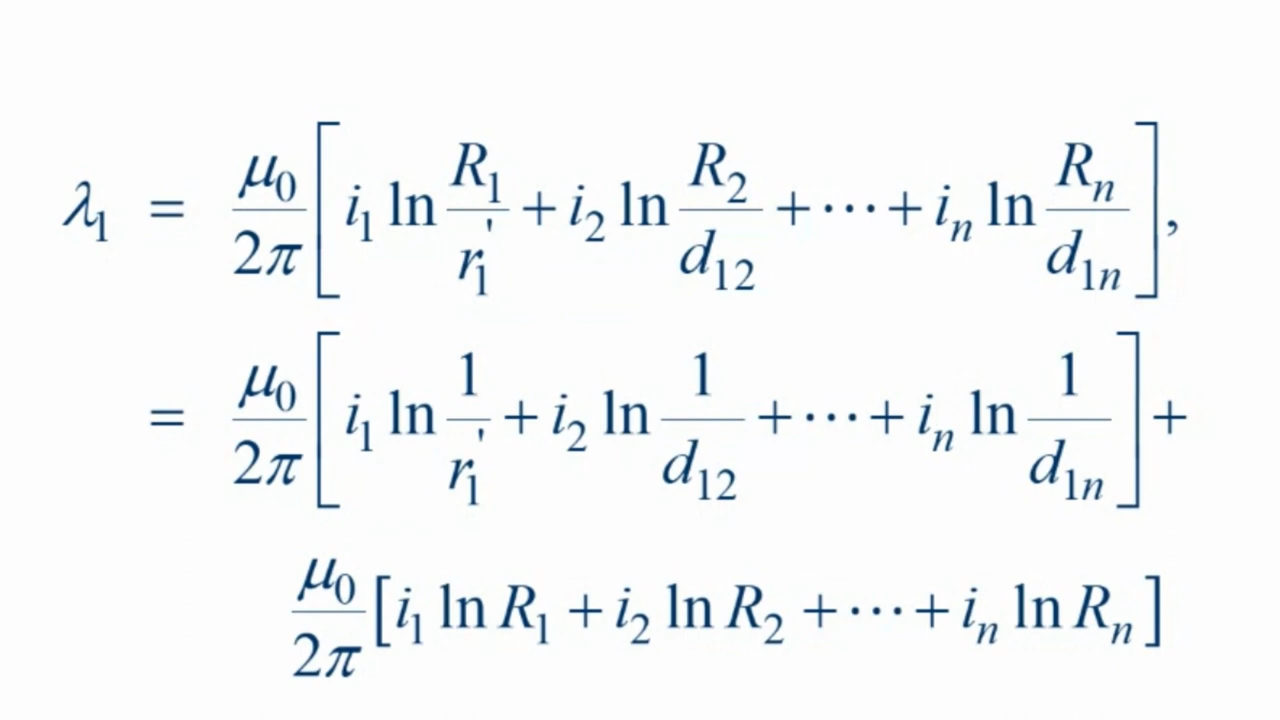 λ₁ = μ₀/2π [ i₁ ln R₁/r₁' + i₂ ln R₂/d₁₂ + ⋯ + iₙ ln Rₙ/d₁ₙ ],
= μ₀/2π [ i₁ ln 1/r₁' + i₂ ln 1/d₁₂ + ⋯ + iₙ ln 1/d₁ₙ ] +
μ₀/2π [ i₁ ln R₁ + i₂ ln R₂ + ⋯ + iₙ ln Rₙ ]